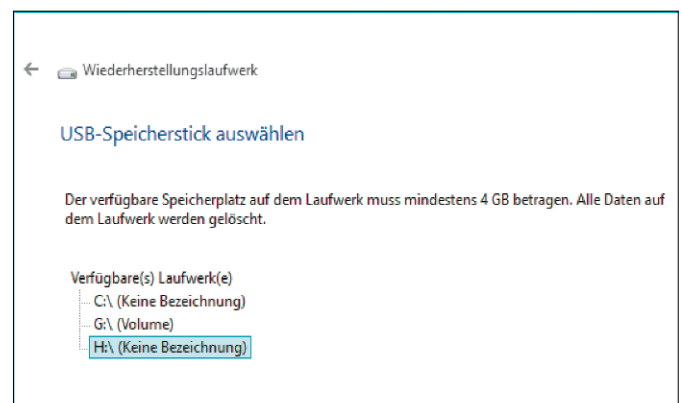 Wiederherstellungslaufwerk
USB-Speicherstick auswählen
Der verfügbare Speicherplatz auf dem Laufwerk muss mindestens 4 GB betragen. Alle Daten auf
dem Laufwerk werden gelöscht.
Verfügbare(s) Laufwerk(e)
C:\ (Keine Bezeichnung)
G:\ (Volume)
H:\ (Keine Bezeichnung)